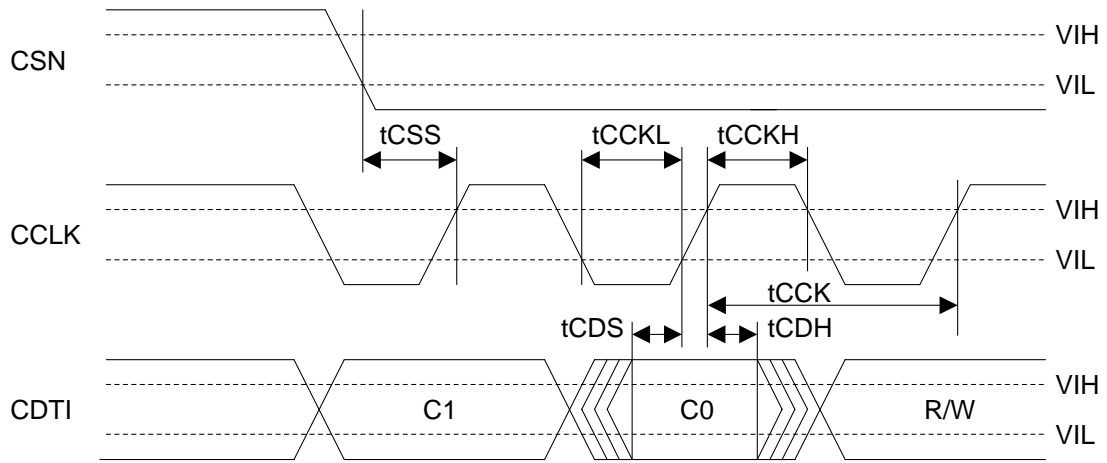 VIH
CSN
VIL
tCSS tCCKL tCCKH
VIH
CCLK
VIL
tCCK
tCDS tCDH
VIH
CDTI C1 C0 R/W
VIL